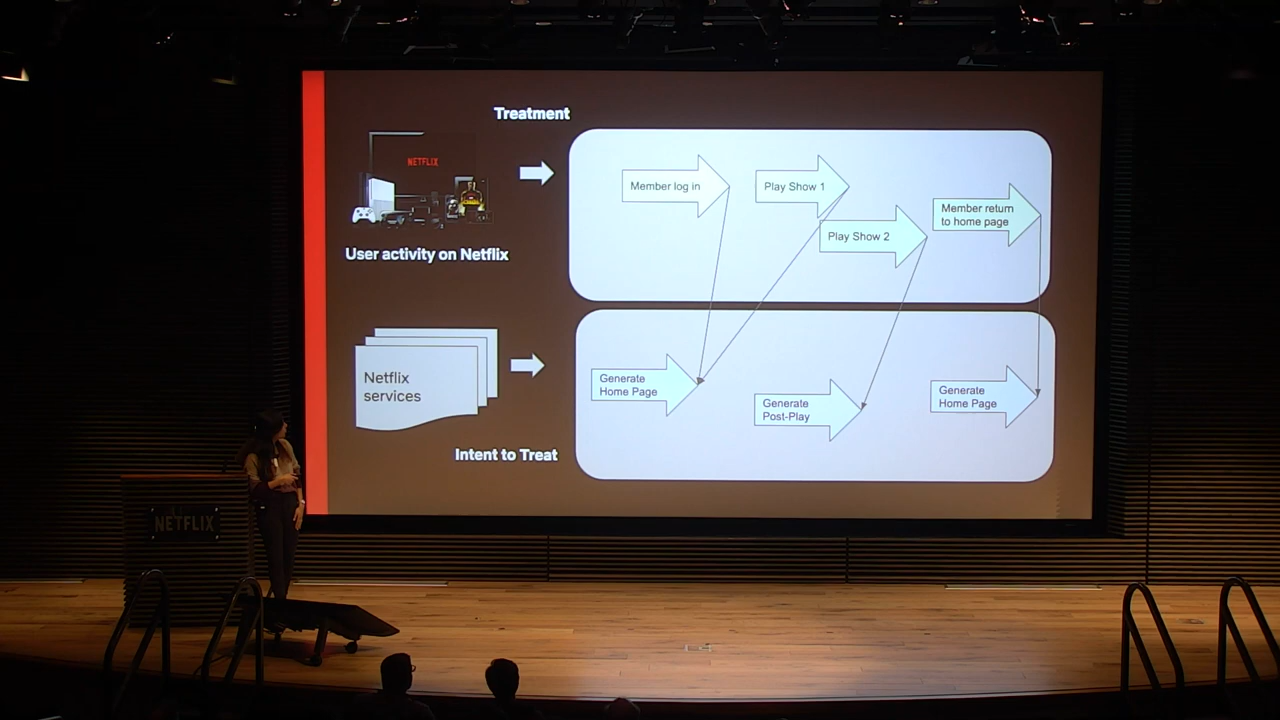 Treatment
NETFLIX
User activity on Netflix
Member log in
Play Show 1
Play Show 2
Member return
to home page
Netflix
services
Intent to Treat
Generate
Home Page
Generate
Post-Play
Generate
Home Page
NETFLIX